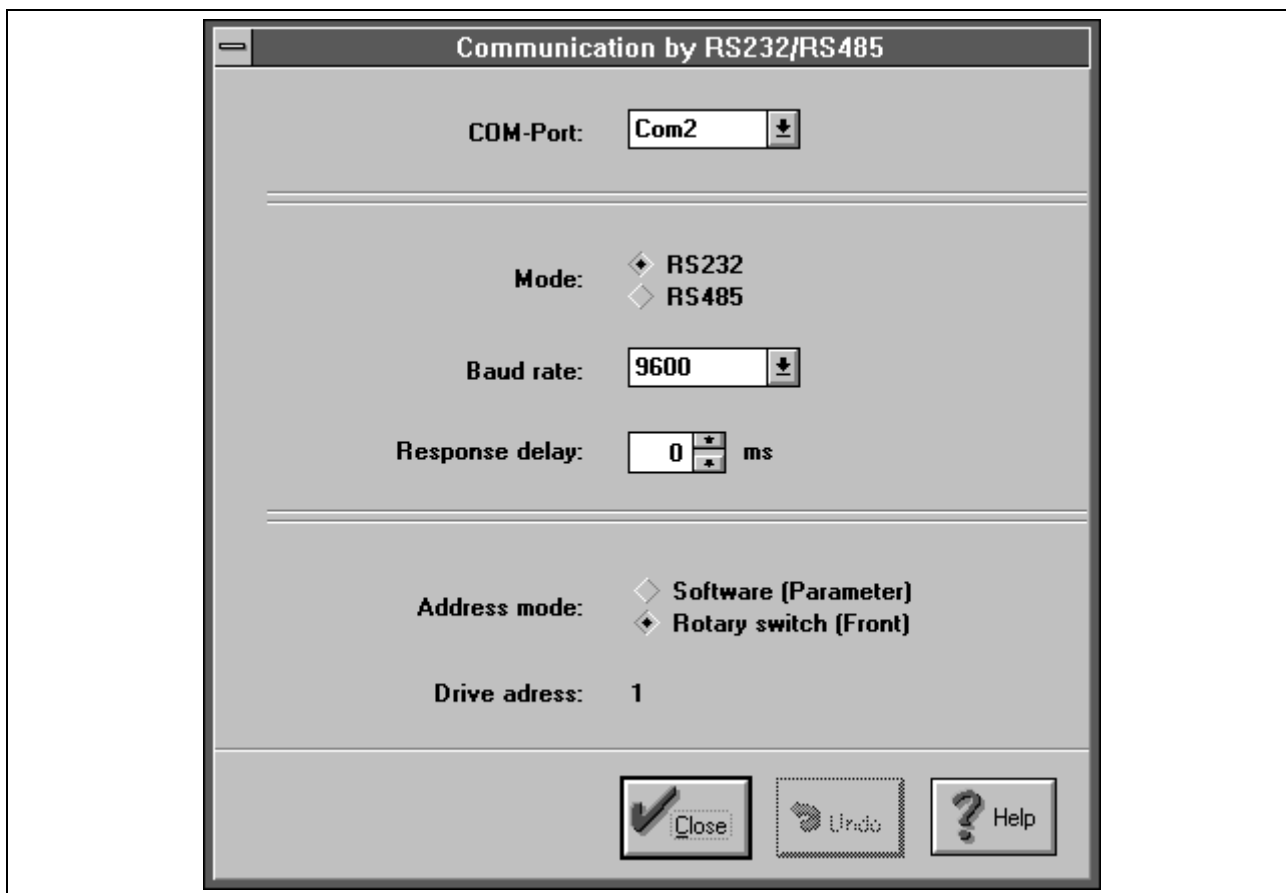 Communication by RS232/RS485
COM-Port: Com2
Mode: RS232
RS485
Baud rate: 9600
Response delay: 0 ms
Address mode: Software (Parameter)
Rotary switch (Front)
Drive adress: 1
Close Undo Help